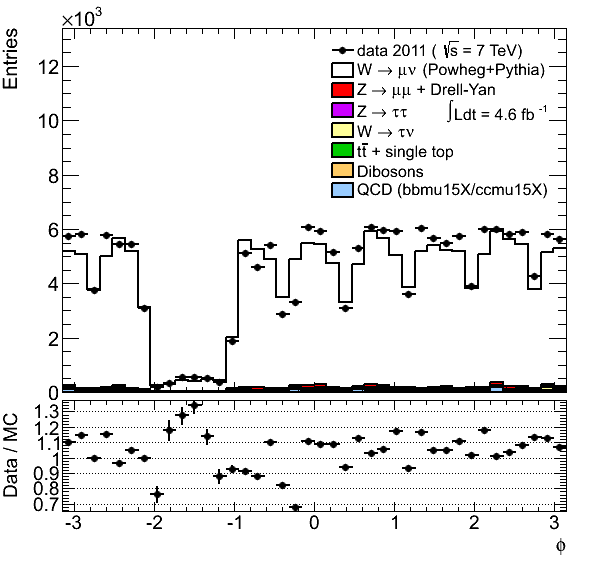 ×10³
Entries
12
10
8
6
4
2
0
data 2011 ( √s = 7 TeV)
W → μν (Powheg+Pythia)
Z → μμ + Drell-Yan
Z → ττ ∫Ldt = 4.6 fb⁻¹
W → τν
tt̄ + single top
Dibosons
QCD (bbmu15X/ccmu15X)
Data / MC
1.3
1.2
1.1
1
0.9
0.8
0.7
-3 -2 -1 0 1 2 3
ϕ